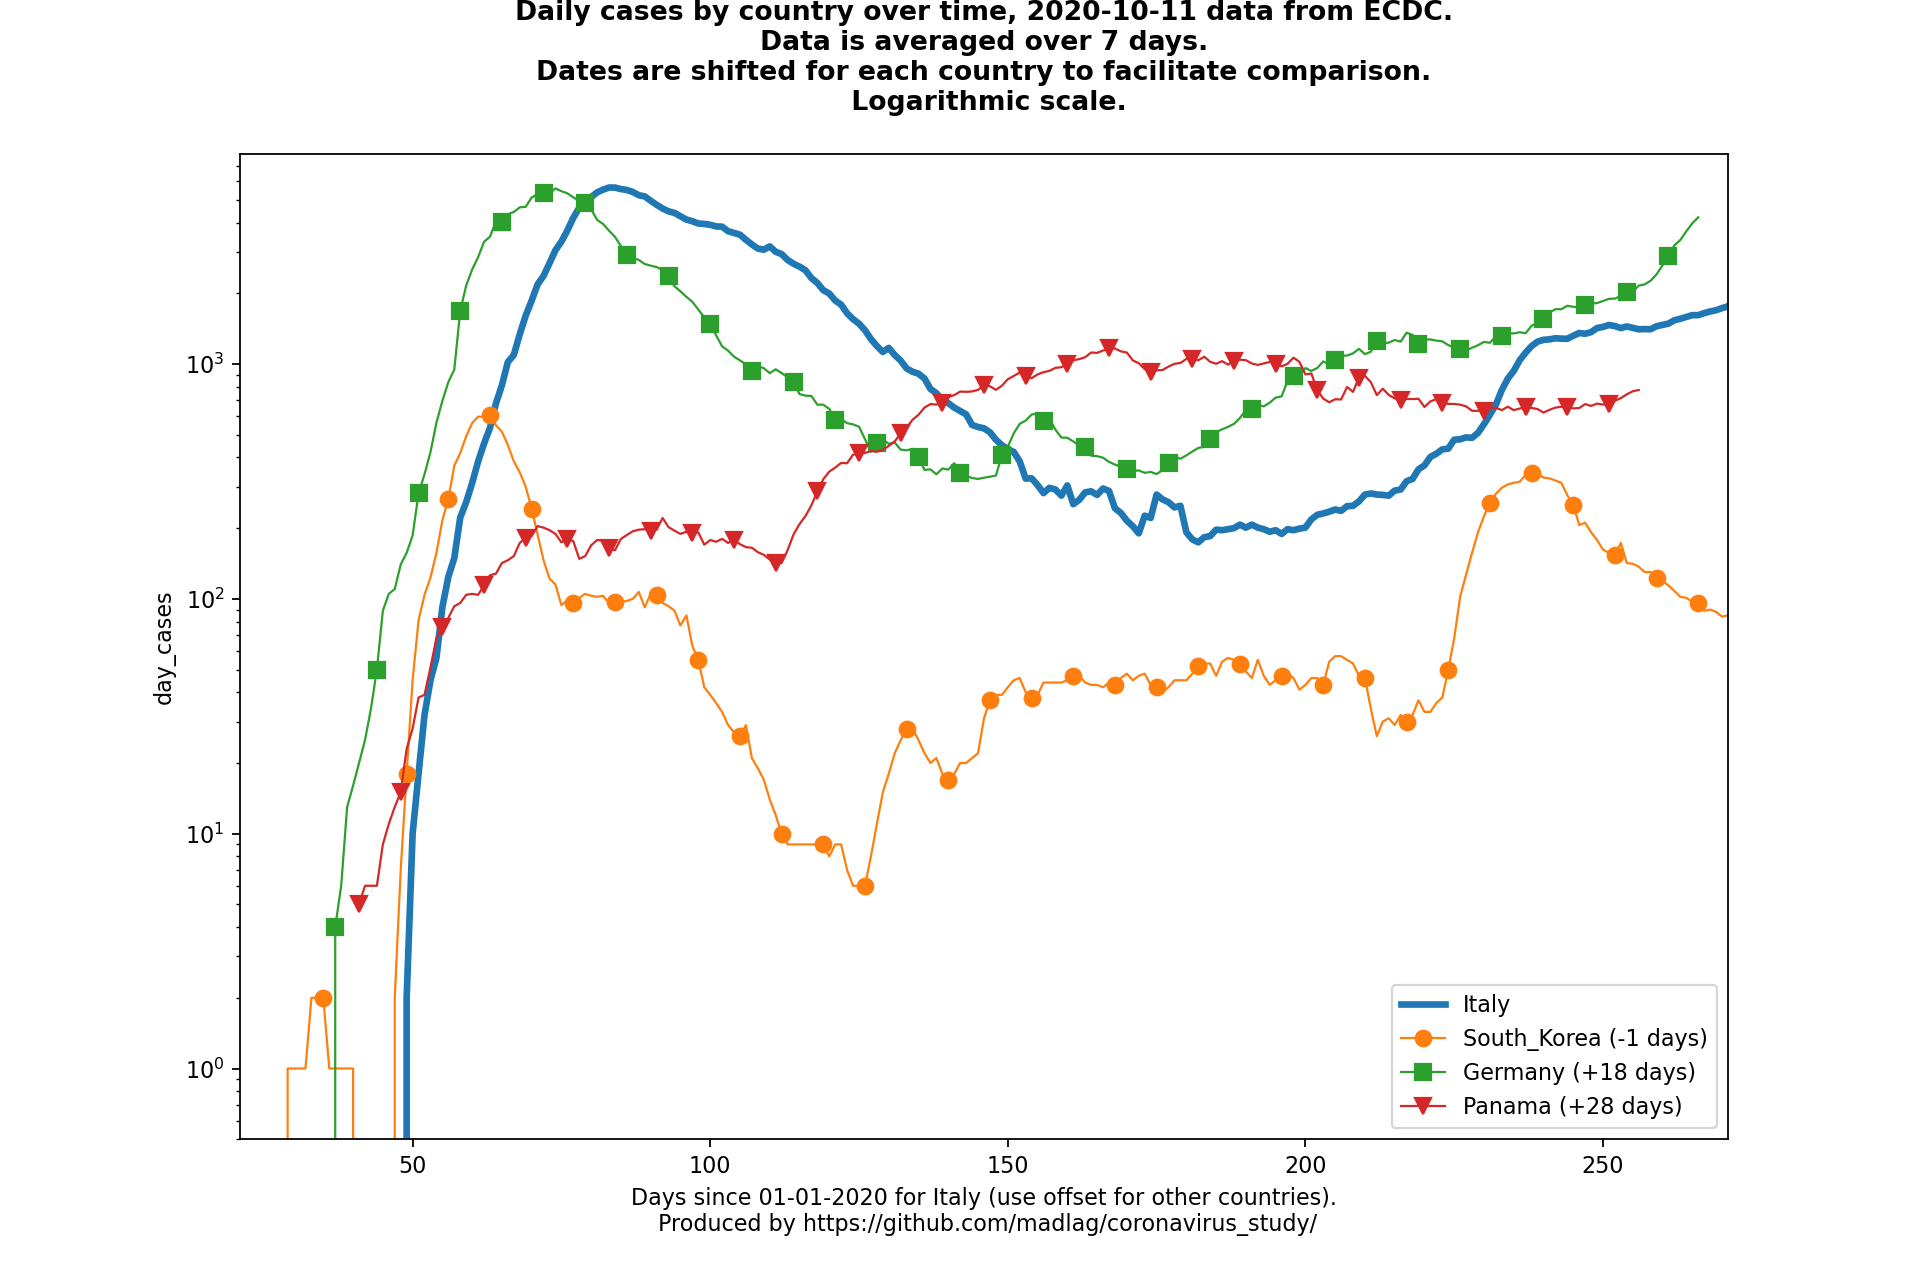 Daily cases by country over time, 2020-10-11 data from ECDC.
Data is averaged over 7 days.
Dates are shifted for each country to facilitate comparison.
Logarithmic scale.
day_cases
10³
10²
10¹
10⁰
50 100 150 200 250
Italy
South_Korea (-1 days)
Germany (+18 days)
Panama (+28 days)
Days since 01-01-2020 for Italy (use offset for other countries).
Produced by https://github.com/madlag/coronavirus_study/